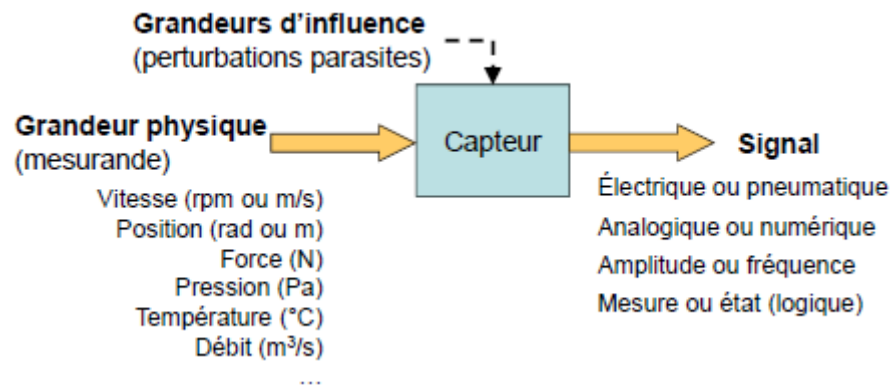 Grandeurs d'influence
(perturbations parasites)
Grandeur physique
(mesurande)
Capteur
Signal
Vitesse (rpm ou m/s)
Position (rad ou m)
Force (N)
Pression (Pa)
Température (°C)
Débit (m³/s)
...
Électrique ou pneumatique
Analogique ou numérique
Amplitude ou fréquence
Mesure ou état (logique)